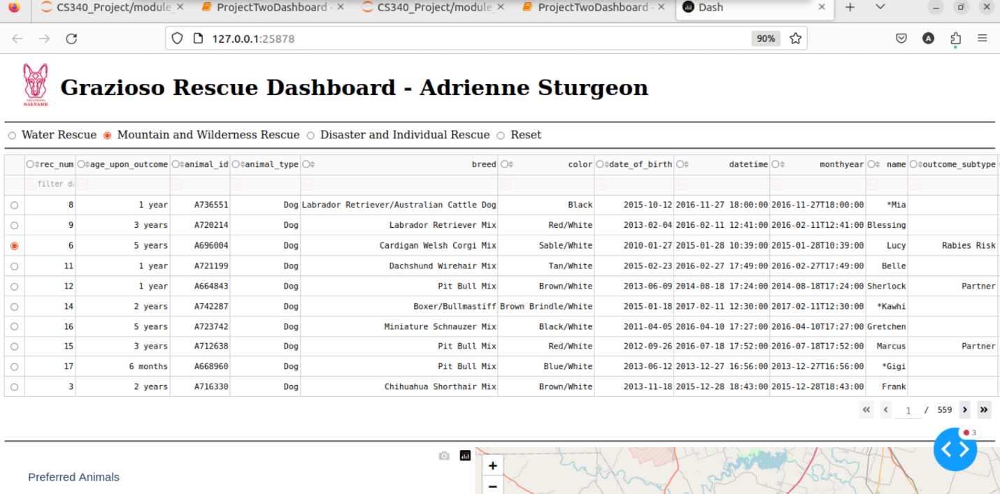 CS340_Project/module_ ProjectTwoDashboard - CS340_Project/module_ ProjectTwoDashboard - Dash
127.0.0.1:25878 90% A
SALVARE
Grazioso Rescue Dashboard - Adrienne Sturgeon
Water Rescue Mountain and Wilderness Rescue Disaster and Individual Rescue Reset
rec_num age_upon_outcome animal_id animal_type breed color date_of_birth datetime monthyear name outcome_subtype
filter da
8 1 year A736551 Dog Labrador Retriever/Australian Cattle Dog Black 2015-10-12 2016-11-27 18:00:00 2016-11-27T18:00:00 *Mia
9 3 years A720214 Dog Labrador Retriever Mix Red/White 2013-02-04 2016-02-11 12:41:00 2016-02-11T12:41:00 Blessing
6 5 years A696004 Dog Cardigan Welsh Corgi Mix Sable/White 2010-01-27 2015-01-28 10:39:00 2015-01-28T10:39:00 Lucy Rabies Risk
11 1 year A721199 Dog Dachshund Wirehair Mix Tan/White 2015-02-23 2016-02-27 17:49:00 2016-02-27T17:49:00 Belle
12 1 year A664843 Dog Pit Bull Mix Brown/White 2013-06-09 2014-08-18 17:24:00 2014-08-18T17:24:00 Sherlock Partner
14 2 years A742287 Dog Boxer/Bullmastiff Brown Brindle/White 2015-01-18 2017-02-11 12:30:00 2017-02-11T12:30:00 *Kawhi
16 5 years A723742 Dog Miniature Schnauzer Mix Black/White 2011-04-05 2016-04-10 17:27:00 2016-04-10T17:27:00 Gretchen
15 3 years A712638 Dog Pit Bull Mix Red/White 2012-09-26 2016-07-18 17:52:00 2016-07-18T17:52:00 Marcus Partner
17 6 months A668960 Dog Pit Bull Mix Blue/White 2013-06-12 2013-12-27 16:56:00 2013-12-27T16:56:00 *Gigi
3 2 years A716330 Dog Chihuahua Shorthair Mix Brown/White 2013-11-18 2015-12-28 18:43:00 2015-12-28T18:43:00 Frank
1 / 559
3
Preferred Animals